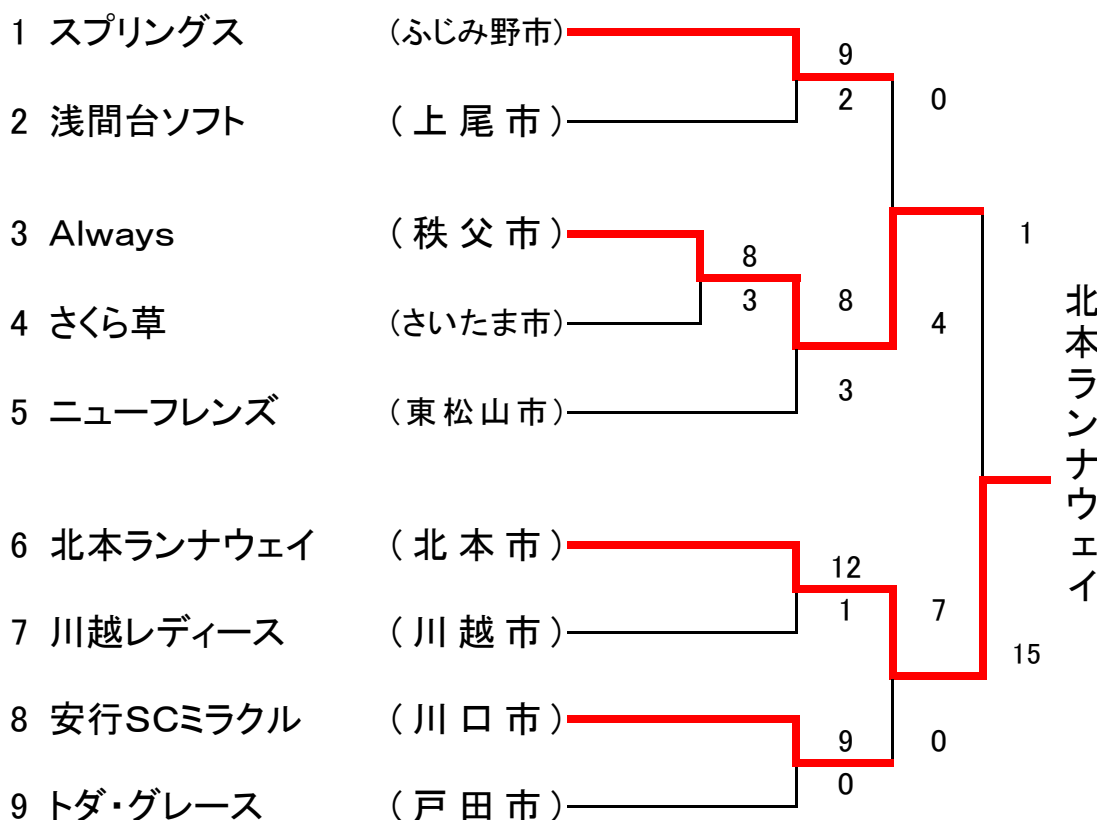 1 スプリングス (ふじみ野市)
9
2
0
2 浅間台ソフト (上尾市)
3 Always (秩父市)
1
8
3
8
4
4 さくら草 (さいたま市)
3
5 ニューフレンズ (東松山市)
北本ランナウェイ
6 北本ランナウェイ (北本市)
12
1
7
7 川越レディース (川越市)
15
8 安行SCミラクル (川口市)
9
0
0
9 トダ・グレース (戸田市)